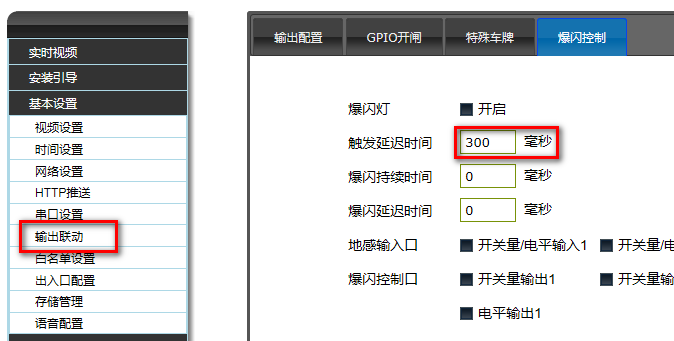 实时视频
安装引导
基本设置
视频设置
时间设置
网络设置
HTTP推送
串口设置
输出联动
白名单设置
出入口配置
存储管理
语音配置
输出配置 GPIO开闸 特殊车牌 爆闪控制
爆闪灯 开启
触发延迟时间 300 毫秒
爆闪持续时间 0 毫秒
爆闪延迟时间 0 毫秒
地感输入口 开关量/电平输入1 开关量/电
爆闪控制口 开关量输出1 开关量输
电平输出1